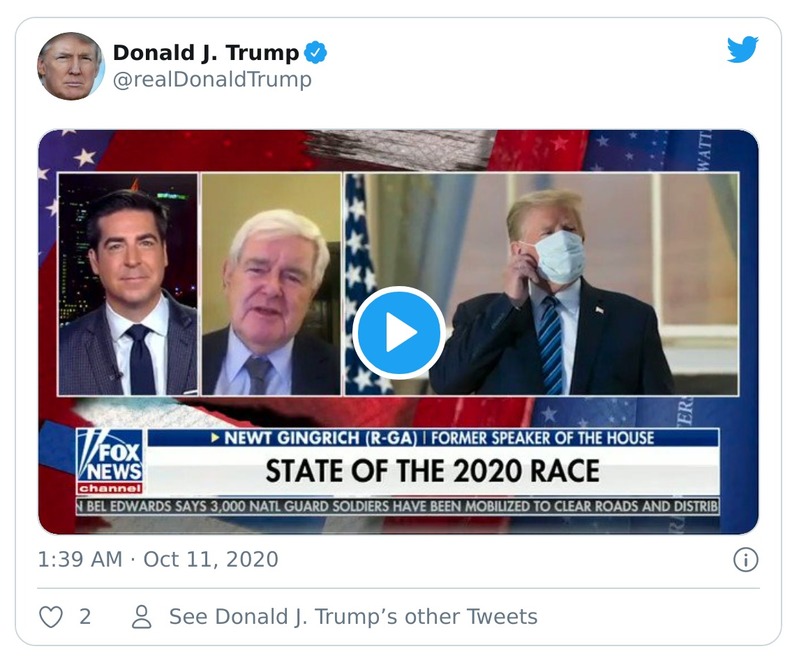 Donald J. Trump
@realDonaldTrump
WATT
NEWT GINGRICH (R-GA) | FORMER SPEAKER OF THE HOUSE
FOX
NEWS
channel
STATE OF THE 2020 RACE
N BEL EDWARDS SAYS 3,000 NATL GUARD SOLDIERS HAVE BEEN MOBILIZED TO CLEAR ROADS AND DISTRIB
1:39 AM · Oct 11, 2020
2
See Donald J. Trump’s other Tweets